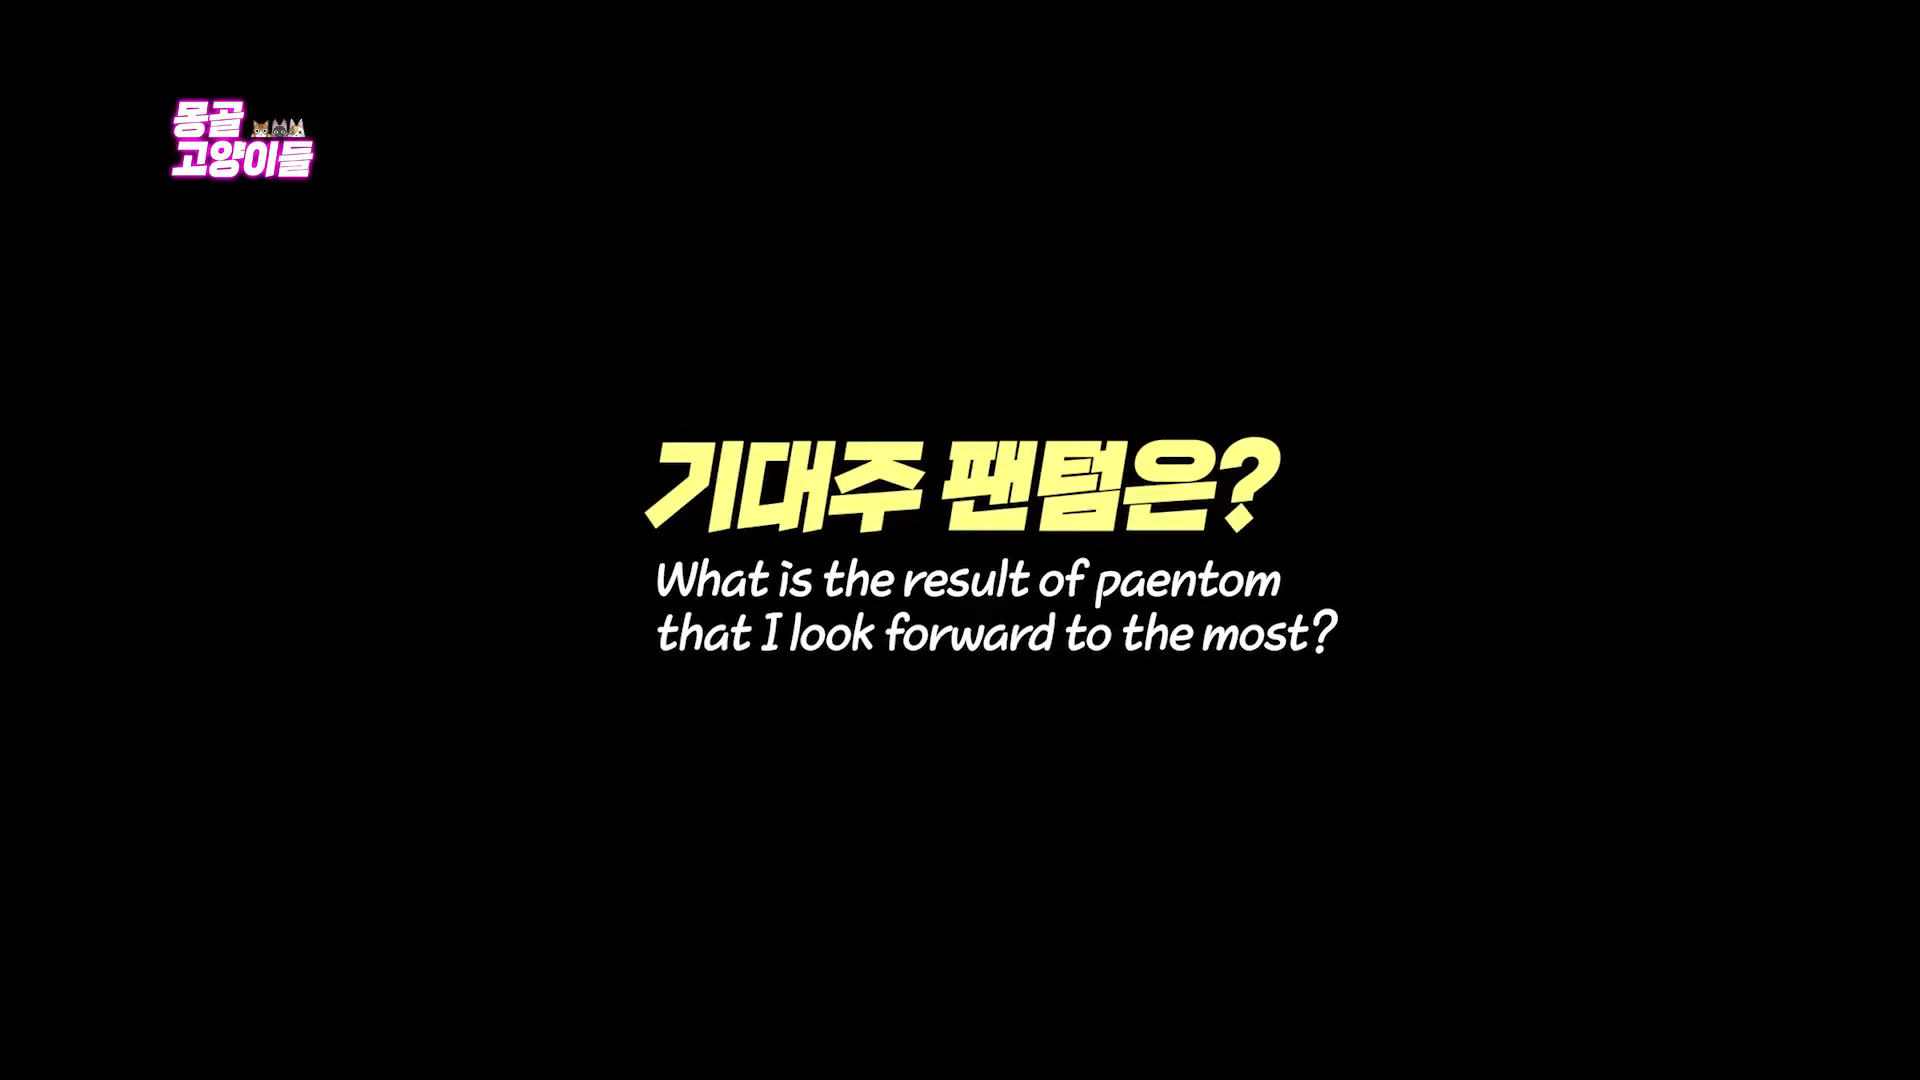 몽골
고양이들
기대주 팬텀은?
What is the result of paentom
that I look forward to the most?